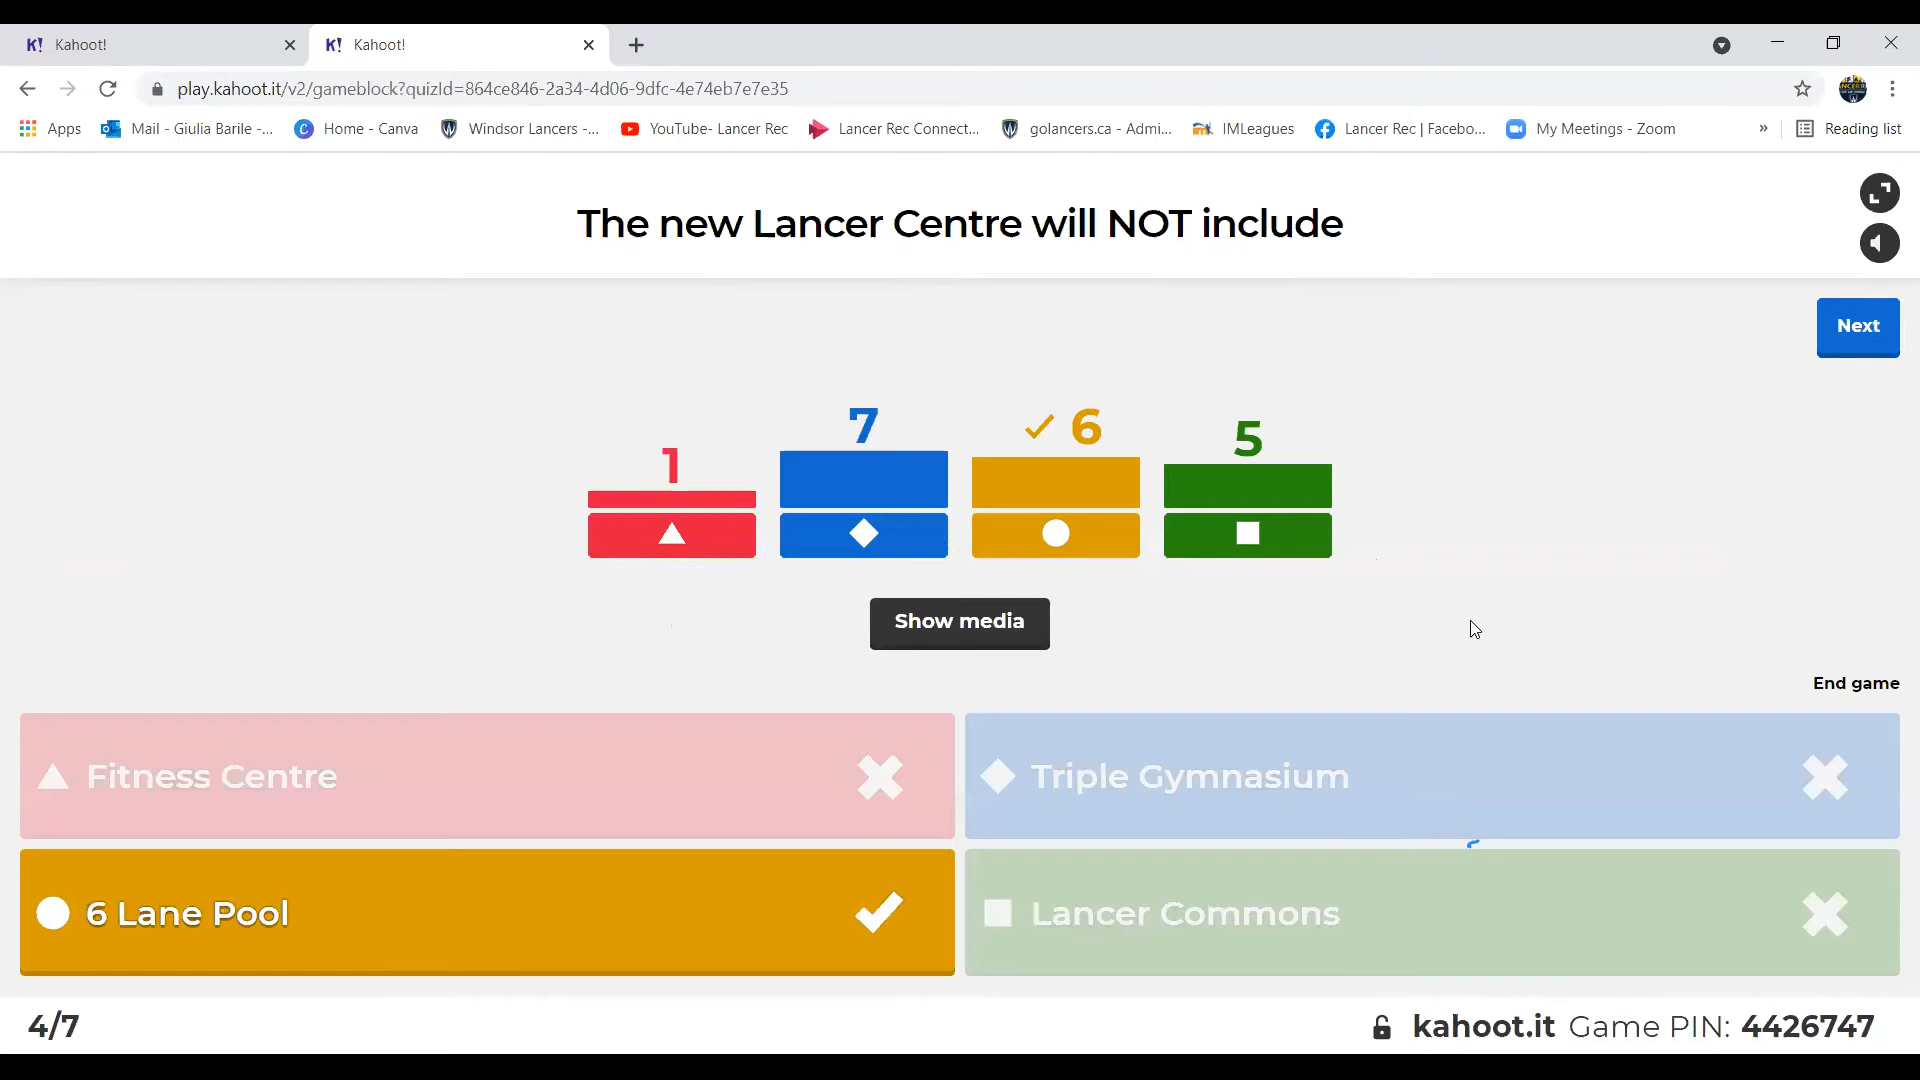 K! Kahoot!
K! Kahoot!
play.kahoot.it/v2/gameblock?quizId=864ce846-2a34-4d06-9dfc-4e74eb7e7e35
Apps Mail - Giulia Barile -... Home - Canva Windsor Lancers -... YouTube- Lancer Rec Lancer Rec Connect... golancers.ca - Admi... IMLeagues Lancer Rec | Facebo... My Meetings - Zoom » Reading list
The new Lancer Centre will NOT include
Next
1 7 6 5
Show media
End game
Fitness Centre
Triple Gymnasium
6 Lane Pool
Lancer Commons
4/7
kahoot.it Game PIN: 4426747